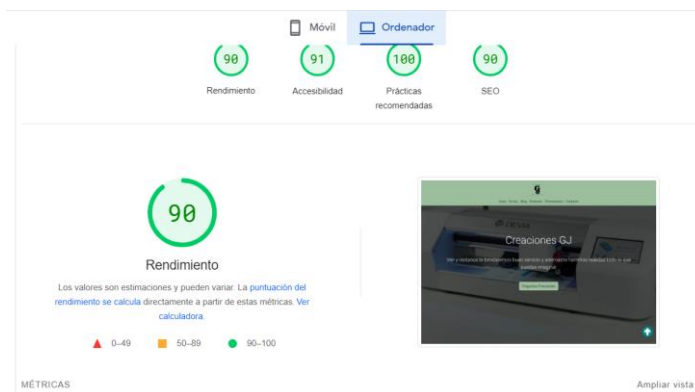 Móvil
Ordenador
90
91
100
90
Rendimiento
Accesibilidad
Prácticas
recomendadas
SEO
90
Rendimiento
Los valores son estimaciones y pueden variar. La puntuación del
rendimiento se calcula directamente a partir de estas métricas. Ver
calculadora.
0–49
50–89
90–100
Creaciones GJ
MÉTRICAS
Ampliar vista